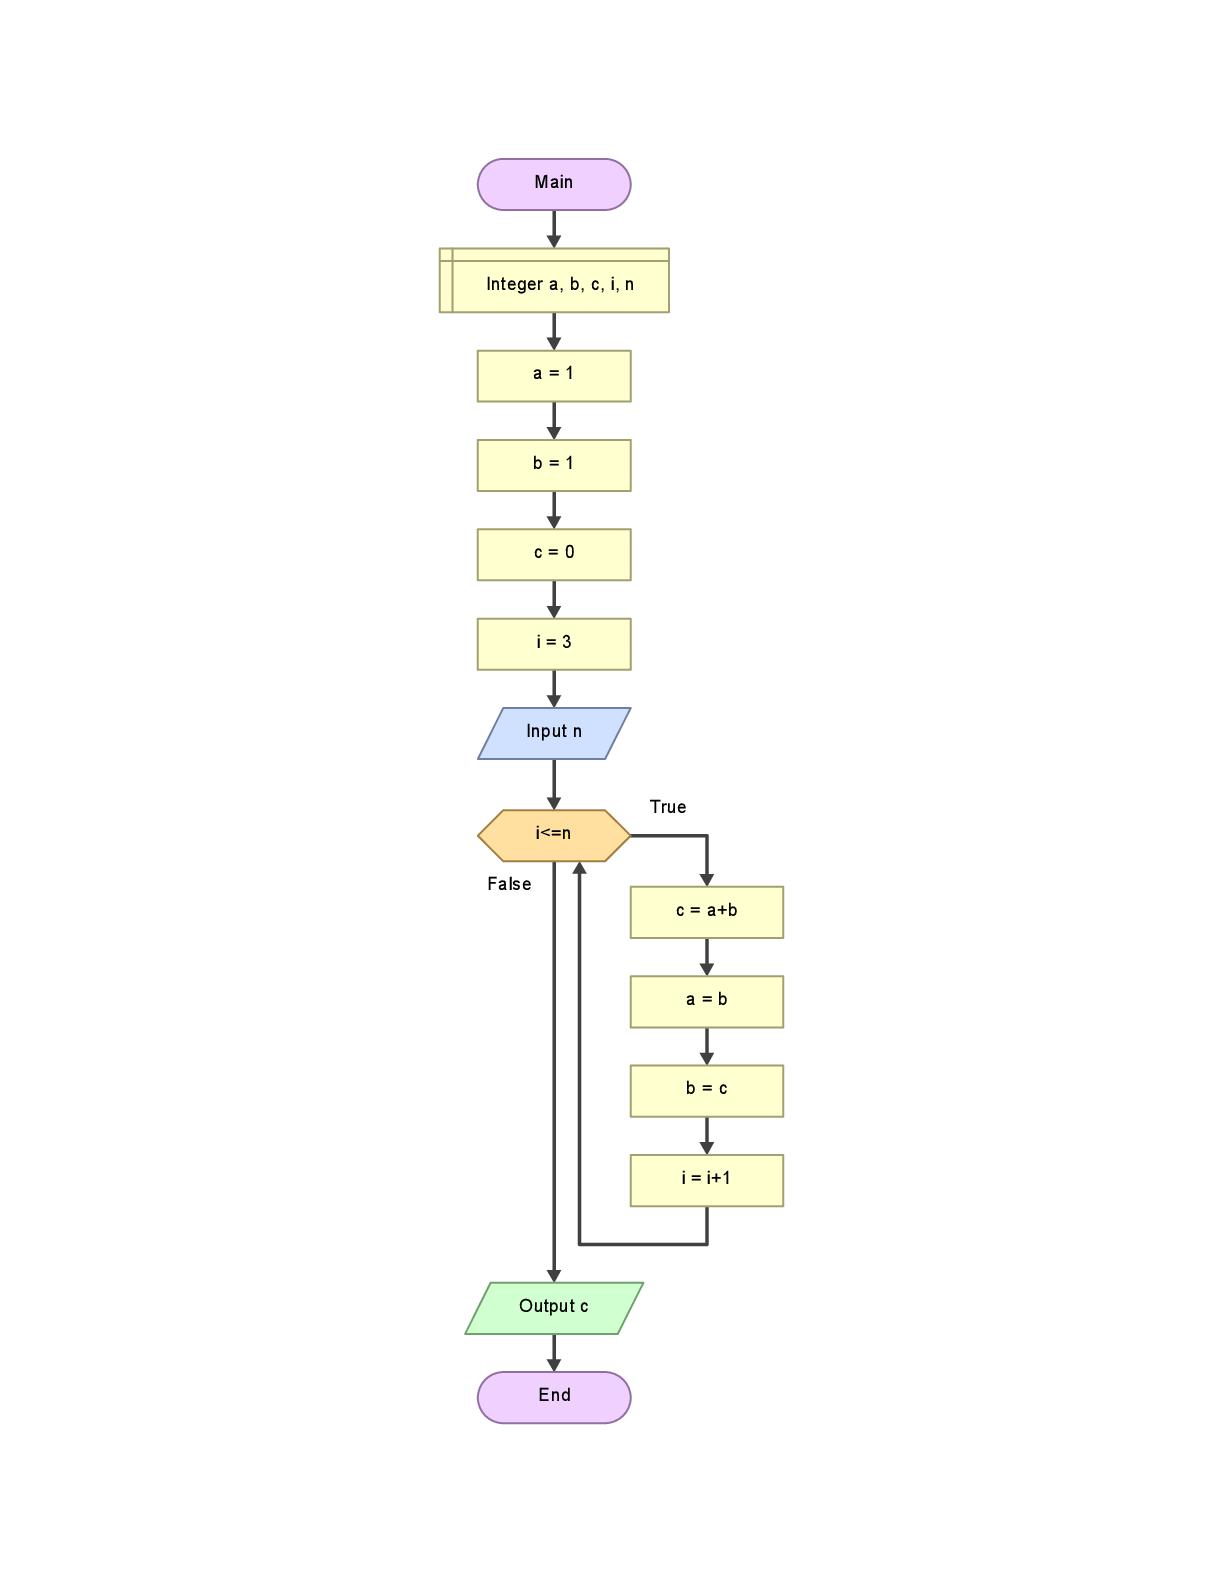 Main
Integer a, b, c, i, n
a = 1
b = 1
c = 0
i = 3
Input n
i<=n
True
False
c = a+b
a = b
b = c
i = i+1
Output c
End